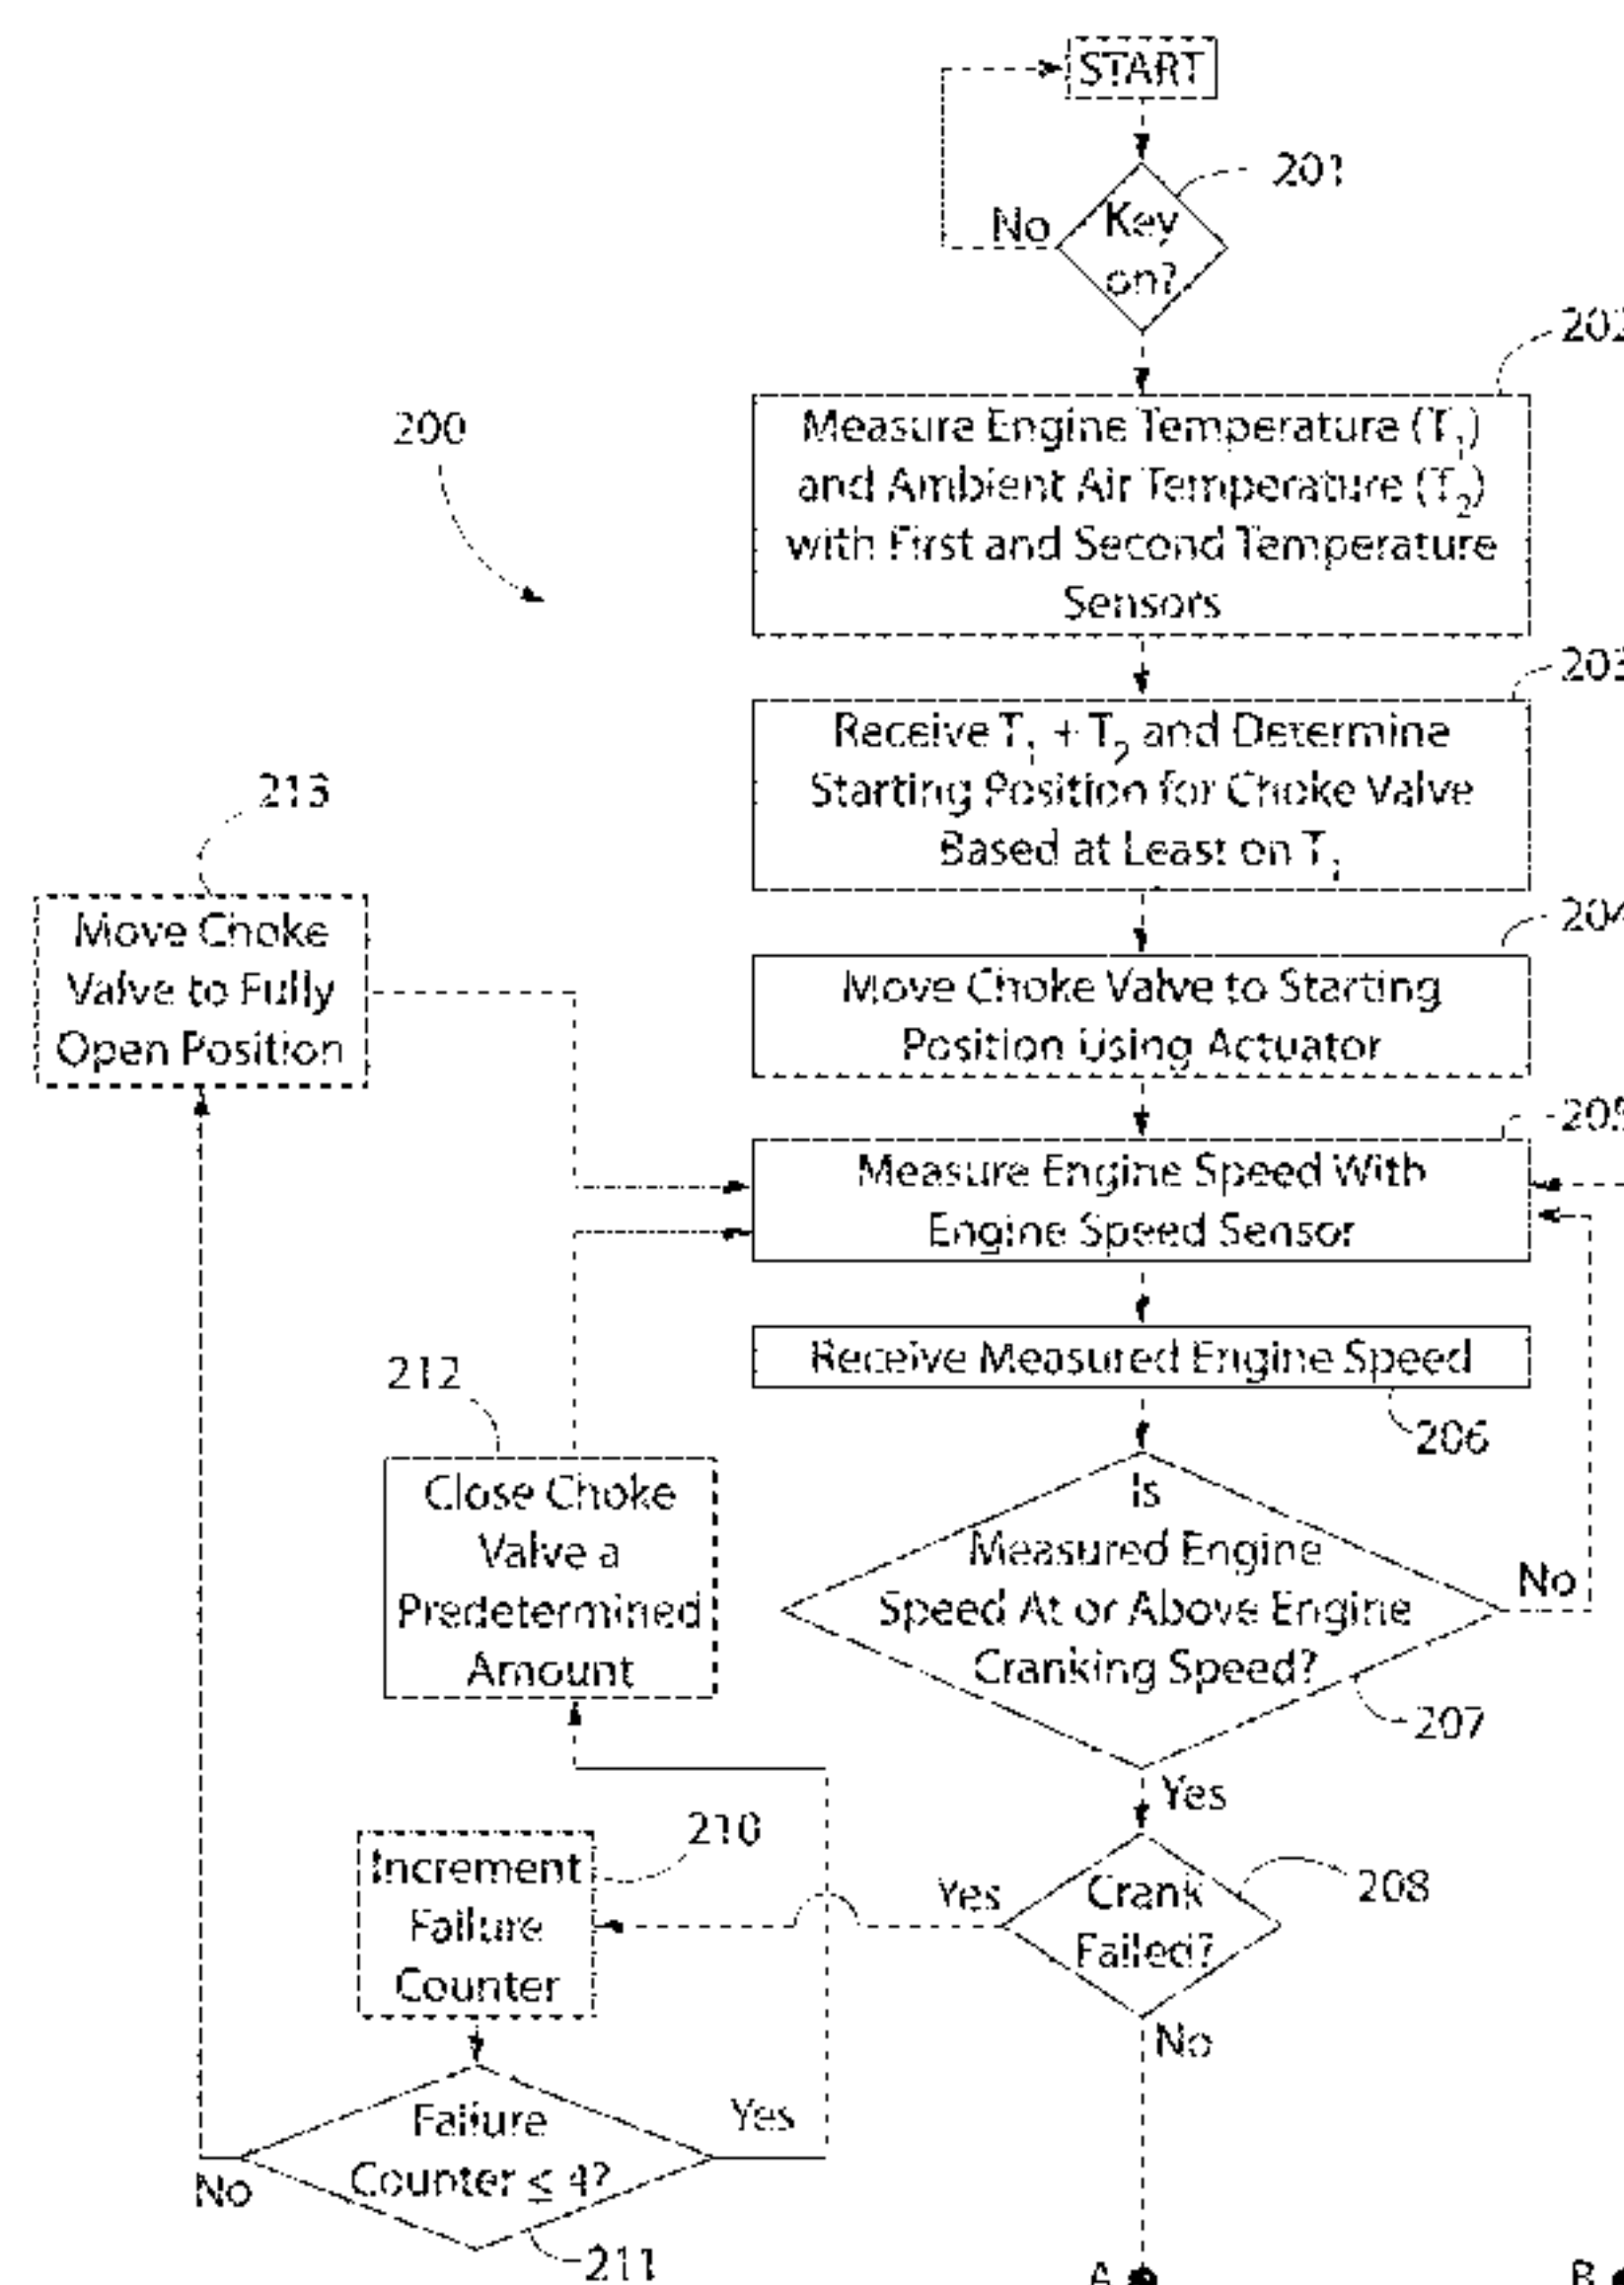 START
201
No
Key
on?
202
200
Measure Engine Temperature (T1)
and Ambient Air Temperature (T2)
with First and Second Temperature
Sensors
203
Receive T1 + T2 and Determine
Starting Position for Choke Valve
Based at Least on T1
213
204
Move Choke
Valve to Fully
Open Position
Move Choke Valve to Starting
Position Using Actuator
205
Measure Engine Speed With
Engine Speed Sensor
Receive Measured Engine Speed
212
206
Close Choke
Valve a
Predetermined
Amount
Is
Measured Engine
Speed At or Above Engine
Cranking Speed?
No
207
Yes
210
Increment
Failure
Counter
Yes
Crank
Failed?
208
No
Failure
Counter ≤ 4?
Yes
No
211
A
B